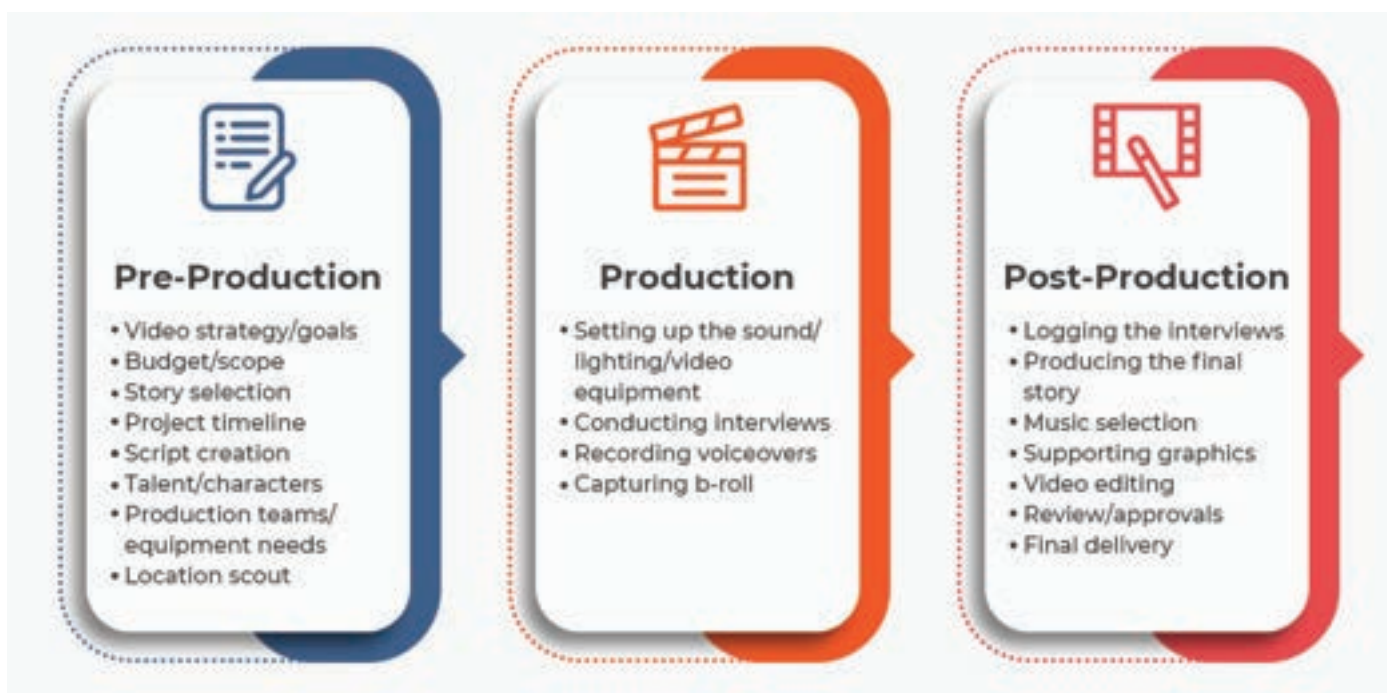 Pre-Production
• Video strategy/goals
• Budget/scope
• Story selection
• Project timeline
• Script creation
• Talent/characters
• Production teams/
equipment needs
• Location scout
Production
• Setting up the sound/
lighting/video
equipment
• Conducting interviews
• Recording voiceovers
• Capturing b-roll
Post-Production
• Logging the interviews
• Producing the final
story
• Music selection
• Supporting graphics
• Video editing
• Review/approvals
• Final delivery